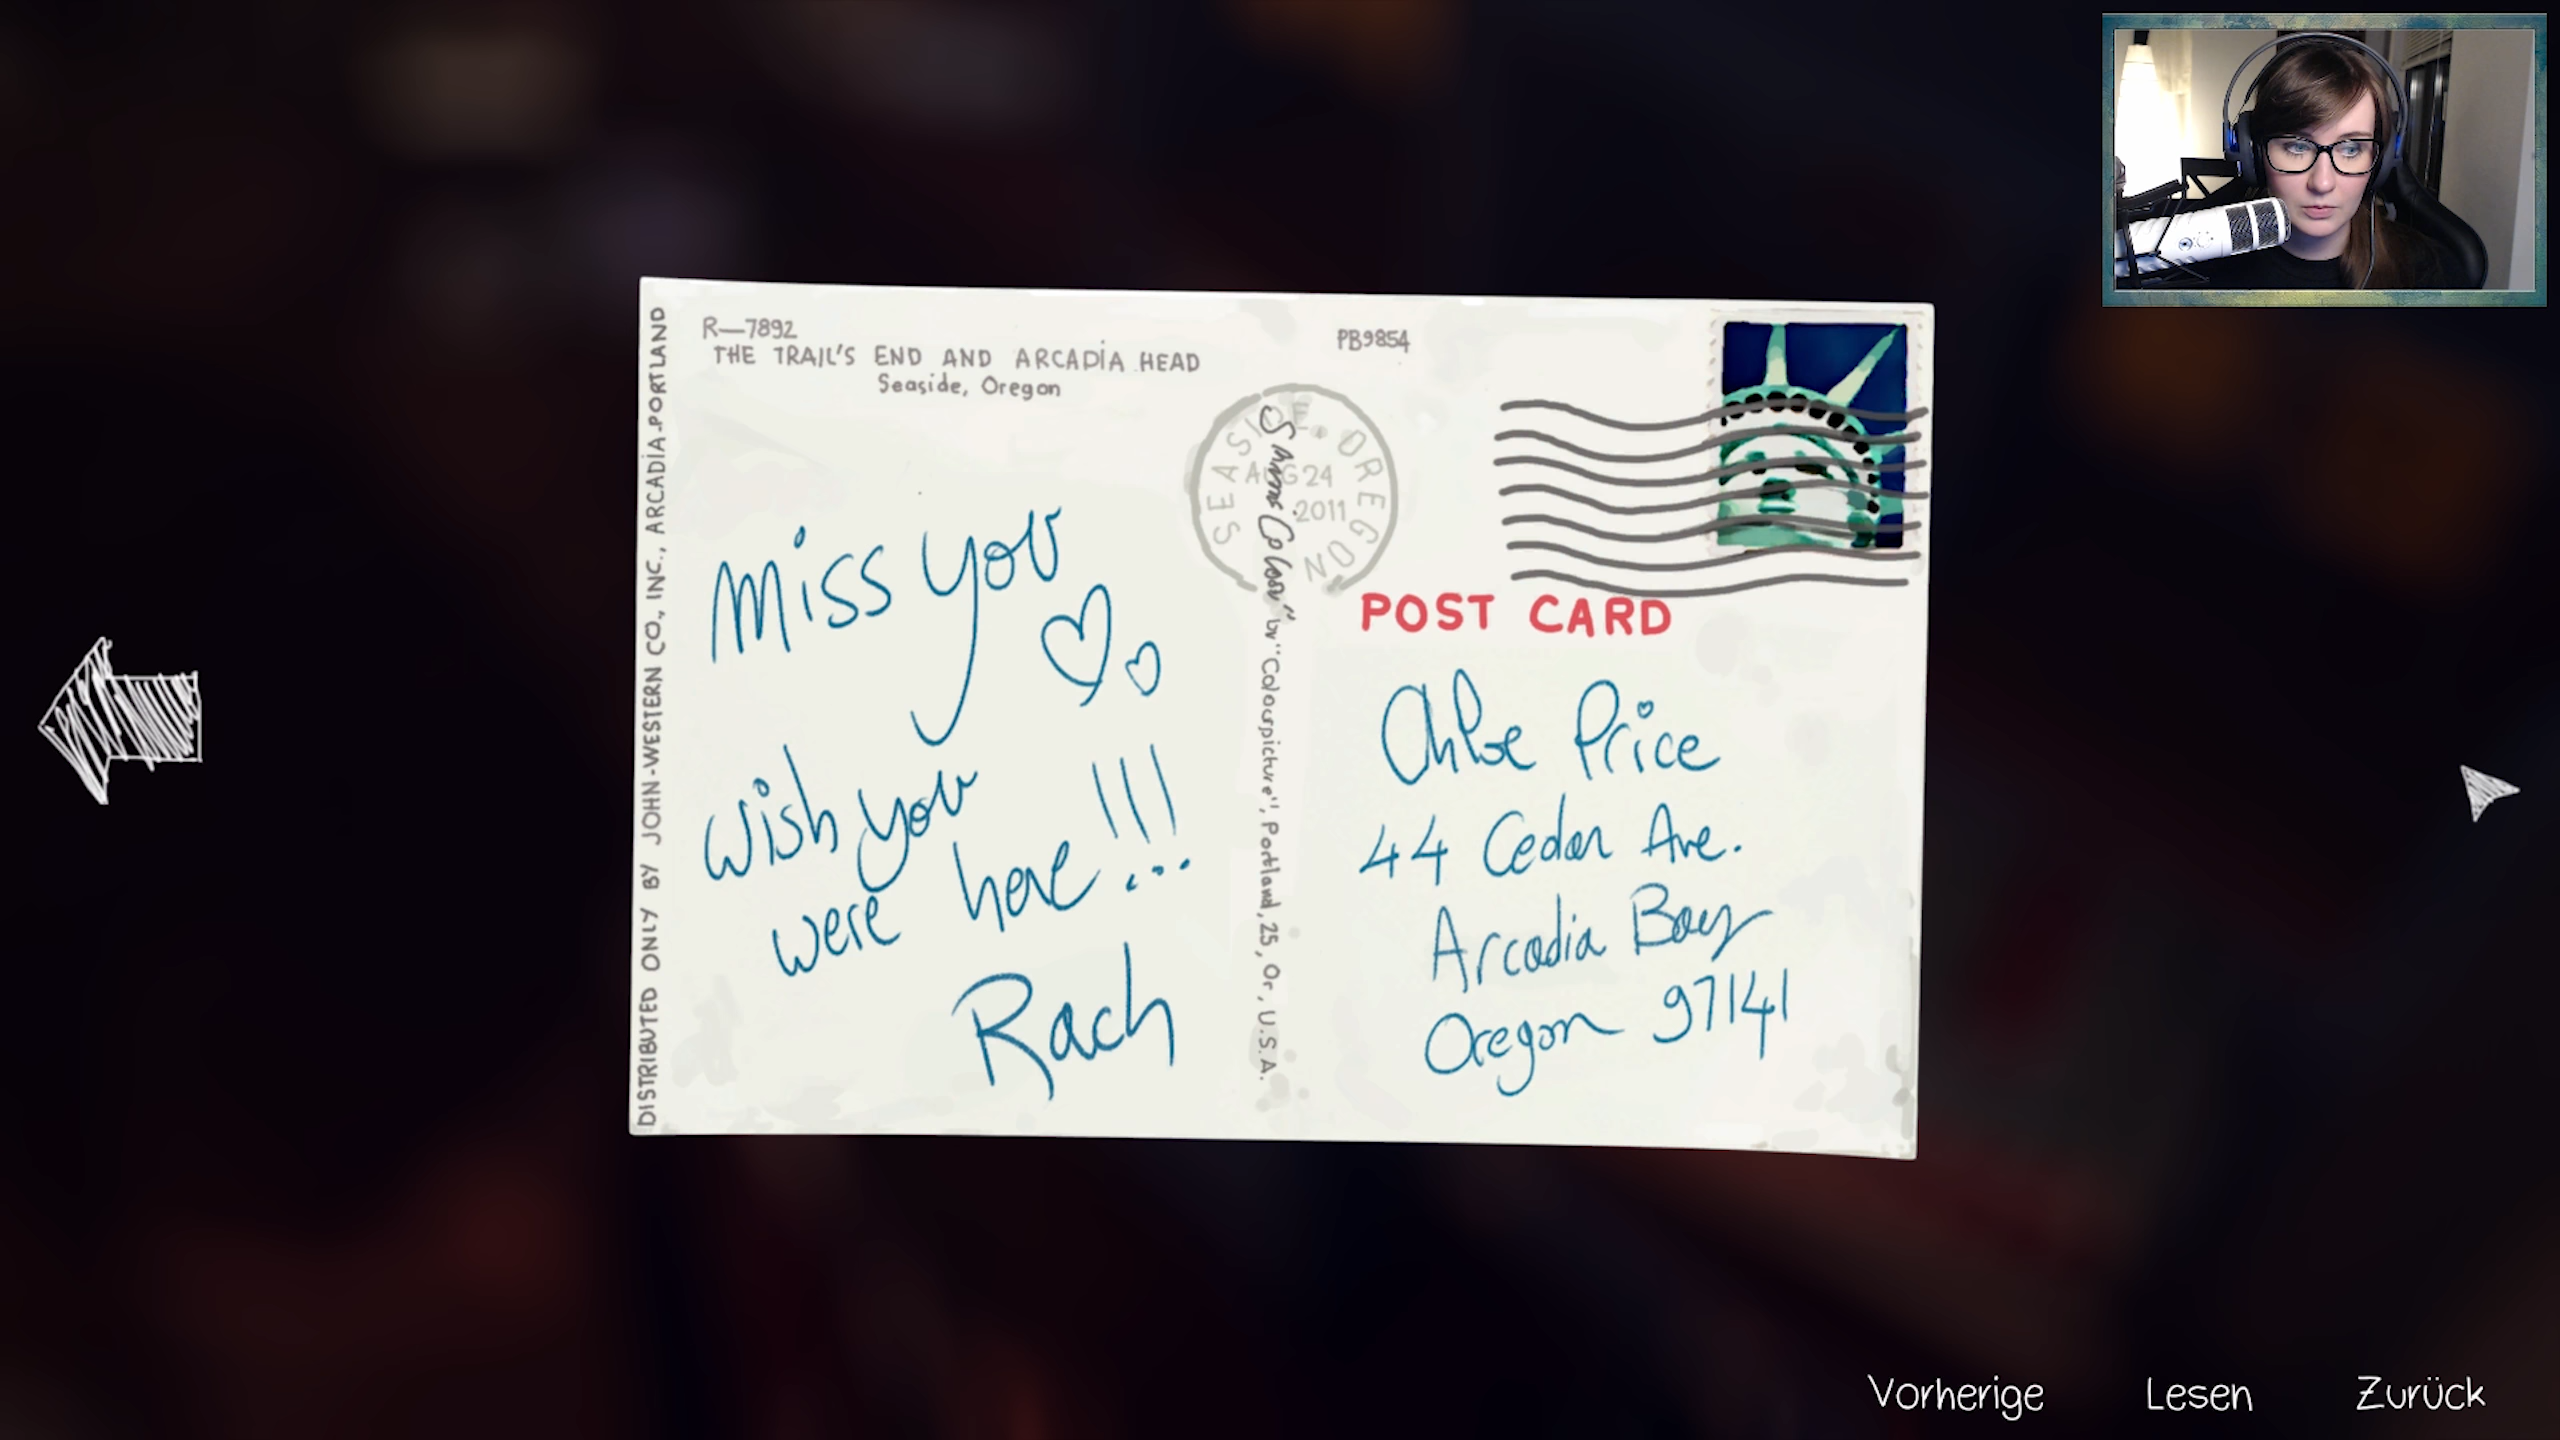 DISTRIBUTED ONLY BY JOHN-WESTERN CO., INC., ARCADIA.PORTLAND
R—7892
THE TRAIL'S END AND ARCADIA HEAD
Seaside, Oregon
Miss you
Wish you
were here!!!
Rach
SEASIDE, OREGON
AUG 24
2011
by "Colourpicture", Portland, 25, Or, U.S.A.
PB9854
POST CARD
Chloe Price
44 Cedar Ave.
Arcadia Bay
Oregon 97141
Vorherige
Lesen
Zurück